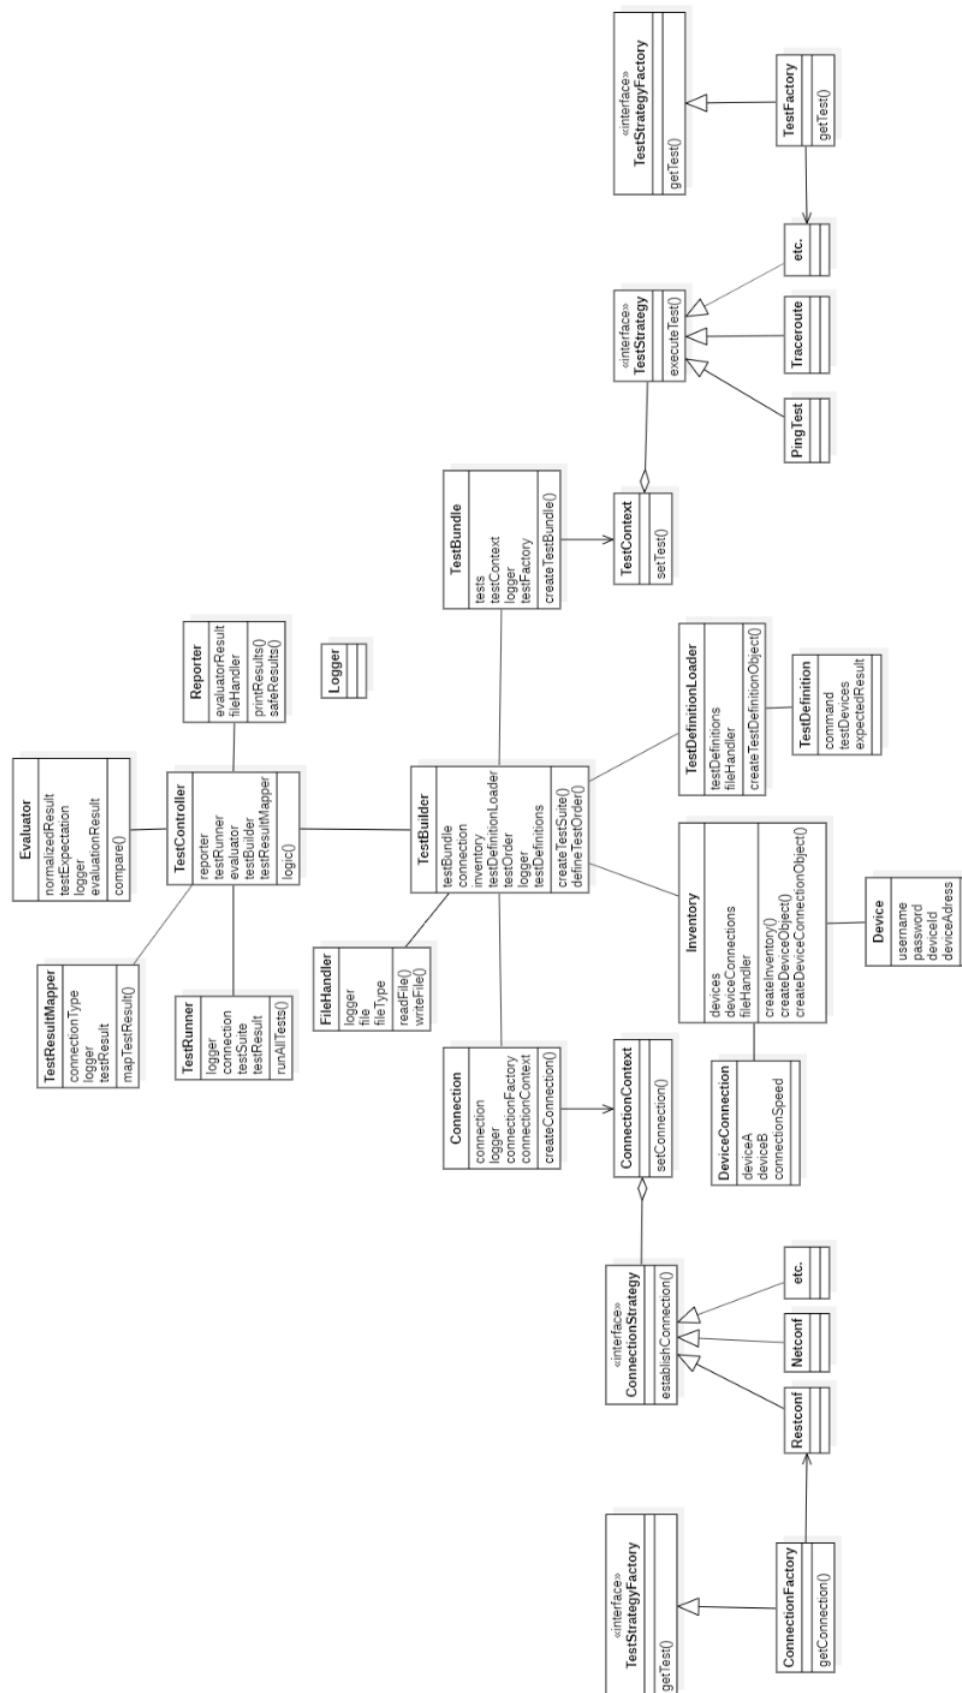 Evaluator
normalizedResult
testExpectation
logger
evaluationResult
compare()
TestResultMapper
connectionType
logger
testResult
mapTestResult()
TestController
reporter
testRunner
evaluator
testBuilder
testResultMapper
logic()
Reporter
evaluatorResult
fileHandler
printResults()
safeResults()
TestRunner
logger
connection
testSuite
testResult
runAllTests()
Logger
FileHandler
logger
file
fileType
readFile()
writeFile()
Connection
connection
logger
connectionFactory
connectionContext
createConnection()
TestBuilder
testBundle
connection
inventory
testDefinitionLoader
testOrder
logger
testDefinitions
createTestSuite()
defineTestOrder()
TestBundle
tests
testContext
logger
testFactory
createTestBundle()
«interface»
TestStrategyFactory
getTest()
«interface»
ConnectionStrategy
establishConnection()
ConnectionContext
setConnection()
TestContext
setTest()
«interface»
TestStrategy
executeTest()
«interface»
TestStrategyFactory
getTest()
DeviceConnection
deviceA
deviceB
connectionSpeed
Inventory
devices
deviceConnections
fileHandler
createInventory()
createDeviceObject()
createDeviceConnectionObject()
TestDefinitionLoader
testDefinitions
fileHandler
createTestDefinitionObject()
ConnectionFactory
getConnection()
Restconf
Netconf
etc.
TestDefinition
command
testDevices
expectedResult
PingTest
Traceroute
etc.
TestFactory
getTest()
Device
username
password
deviceId
deviceAdress